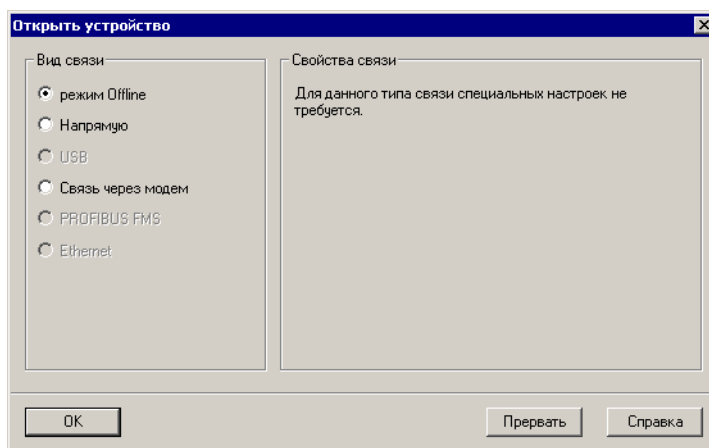 Открыть устройство
Вид связи
режим Offline
Напрямую
USB
Связь через модем
PROFIBUS FMS
Ethernet
Свойства связи
Для данного типа связи специальных настроек не
требуется.
OK
Прервать
Справка